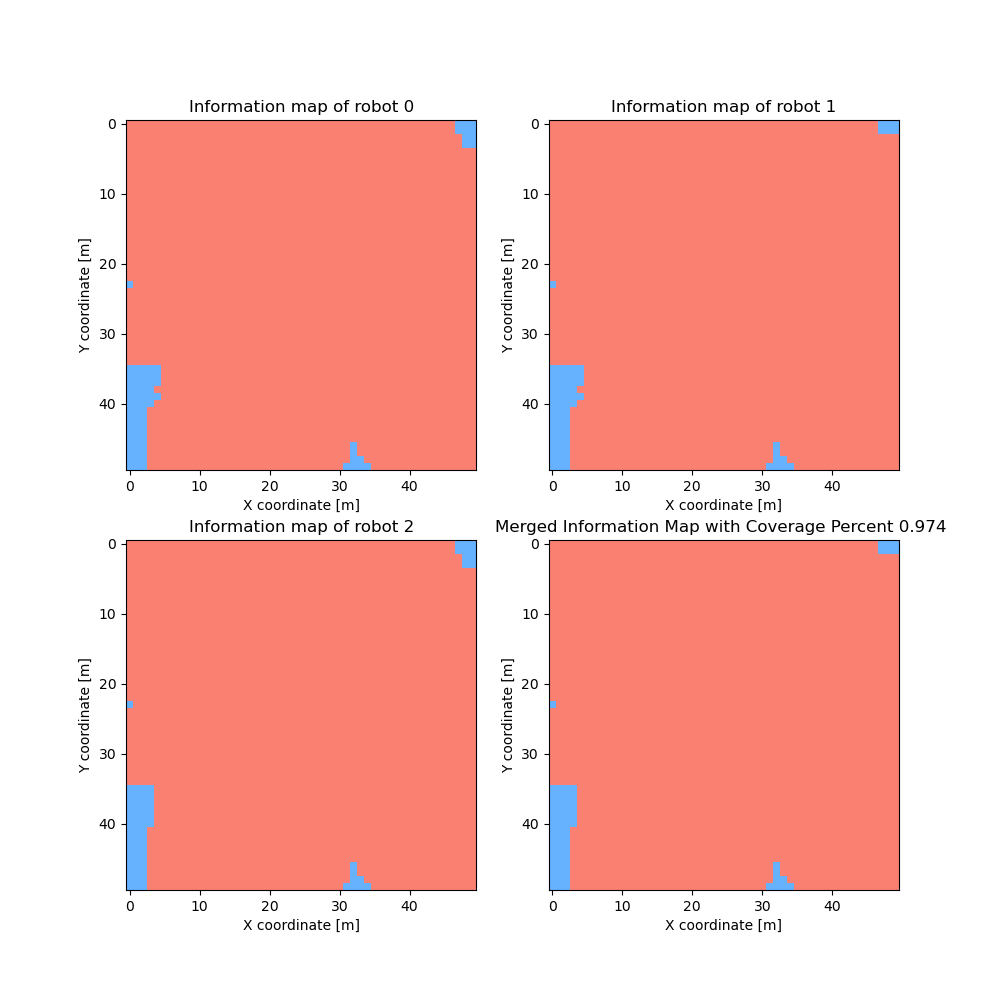 Information map of robot 0
0
10
20
30
40
Y coordinate [m]
0 10 20 30 40
X coordinate [m]
Information map of robot 1
0
10
20
30
40
Y coordinate [m]
0 10 20 30 40
X coordinate [m]
Information map of robot 2
0
10
20
30
40
Y coordinate [m]
0 10 20 30 40
X coordinate [m]
Merged Information Map with Coverage Percent 0.974
0
10
20
30
40
Y coordinate [m]
0 10 20 30 40
X coordinate [m]